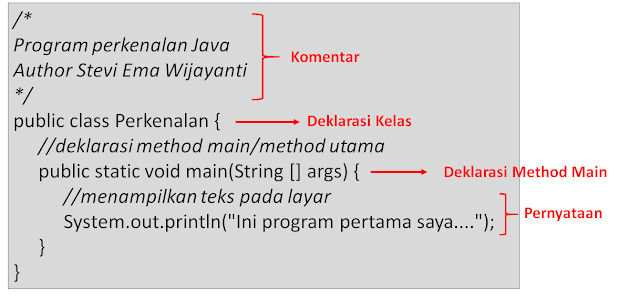 /*
Program perkenalan Java
Author Stevi Ema Wijayanti
*/
Komentar
public class Perkenalan {
Deklarasi Kelas
//deklarasi method main/method utama
public static void main(String [] args) {
Deklarasi Method Main
//menampilkan teks pada layar
System.out.println("Ini program pertama saya....");
Pernyataan
}
}